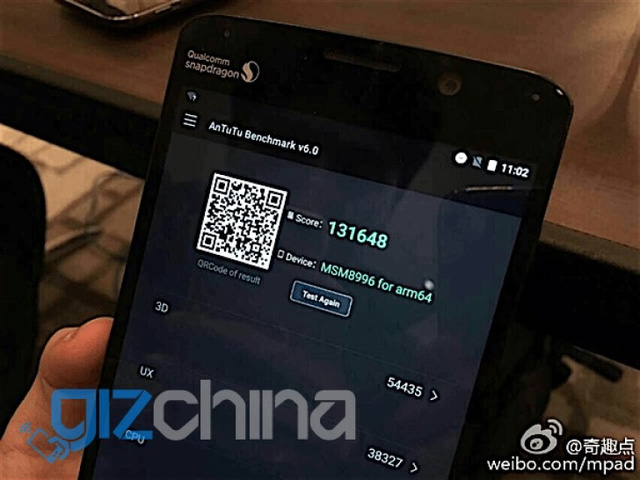 Qualcomm
snapdragon
AnTuTu Benchmark v6.0
11:02
Score: 131648
Device: MSM8996 for arm64
QRCode of result
Test Again
3D
54435
UX
38327
CPU
gizchina
@奇趣点
weibo.com/mpad